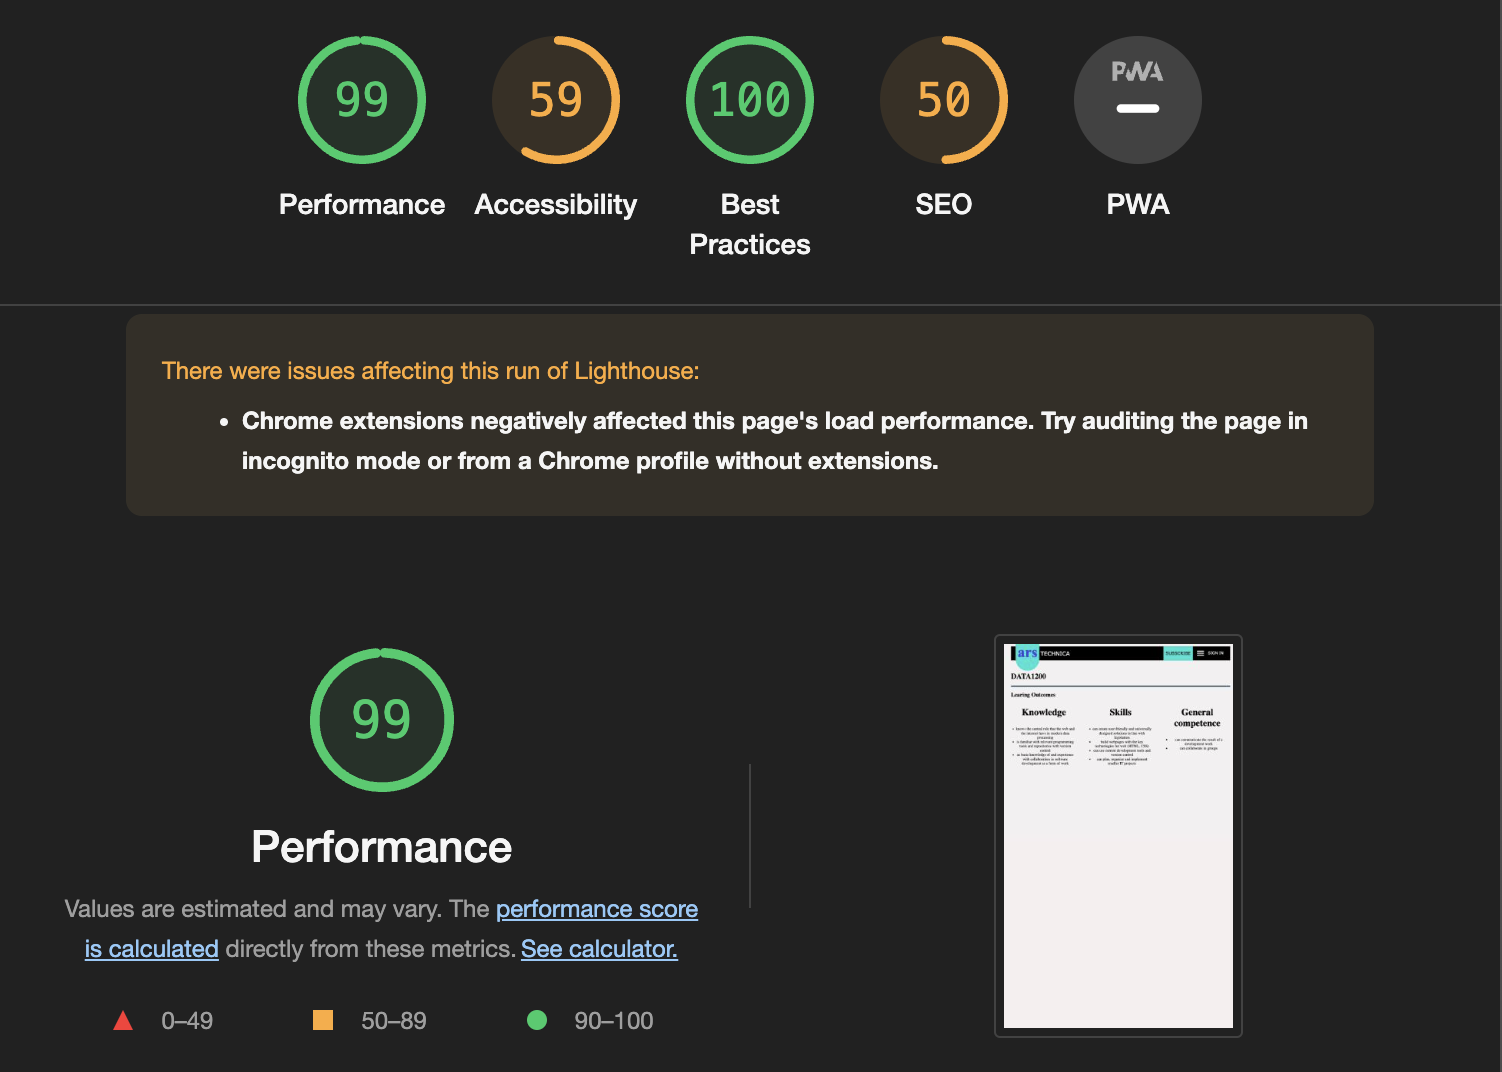 99
59
100
50
PWA
Performance
Accessibility
Best
Practices
SEO
PWA
There were issues affecting this run of Lighthouse:
• Chrome extensions negatively affected this page's load performance. Try auditing the page in
incognito mode or from a Chrome profile without extensions.
99
Performance
Values are estimated and may vary. The performance score
is calculated directly from these metrics. See calculator.
0–49
50–89
90–100
ars TECHNICA
SUBSCRIBE
SIGN IN
DATA1200
Learing Outcomes
Knowledge
Skills
General
competence